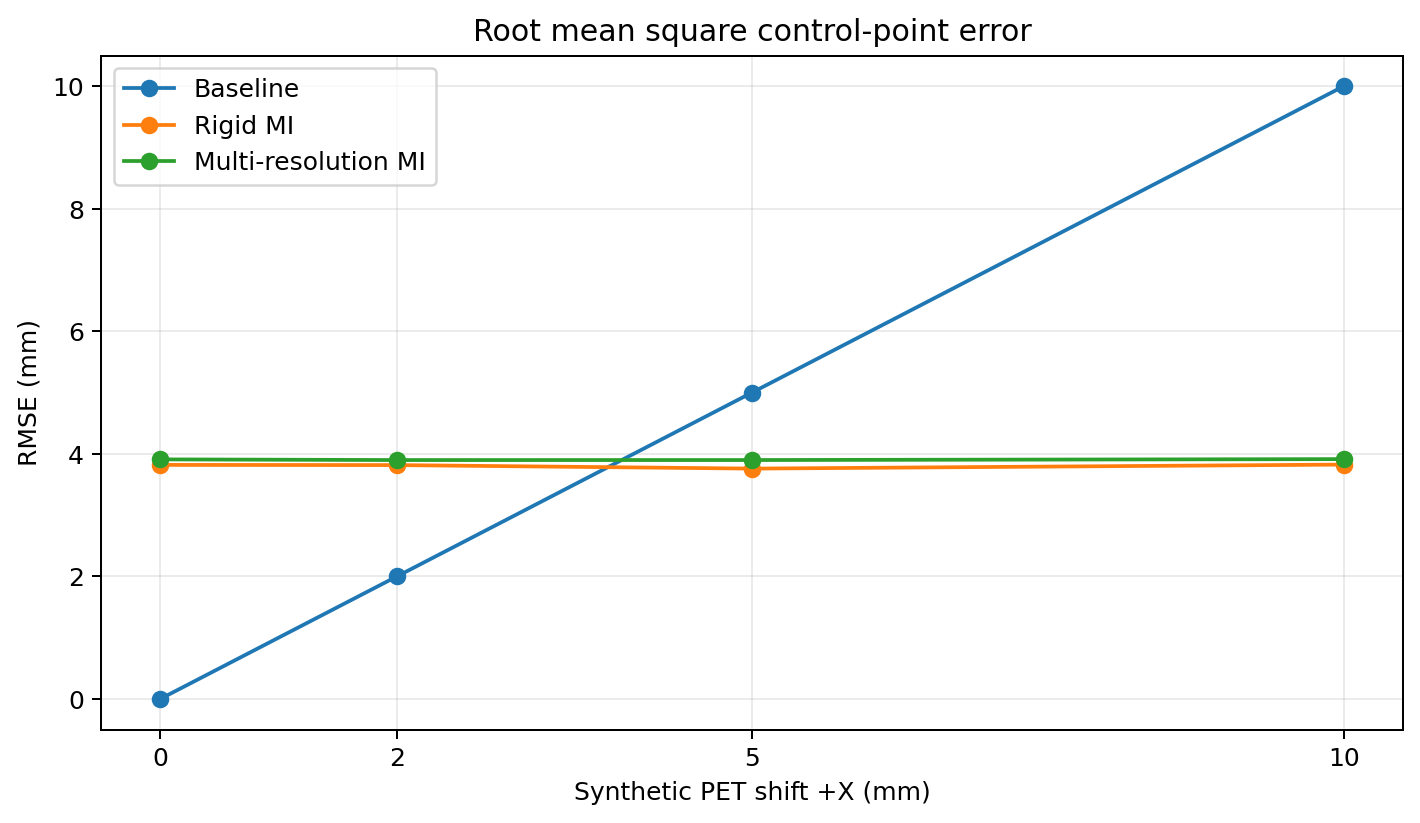 Root mean square control-point error
Baseline
Rigid MI
Multi-resolution MI
RMSE (mm)
10
8
6
4
2
0
0 2 5 10
Synthetic PET shift +X (mm)